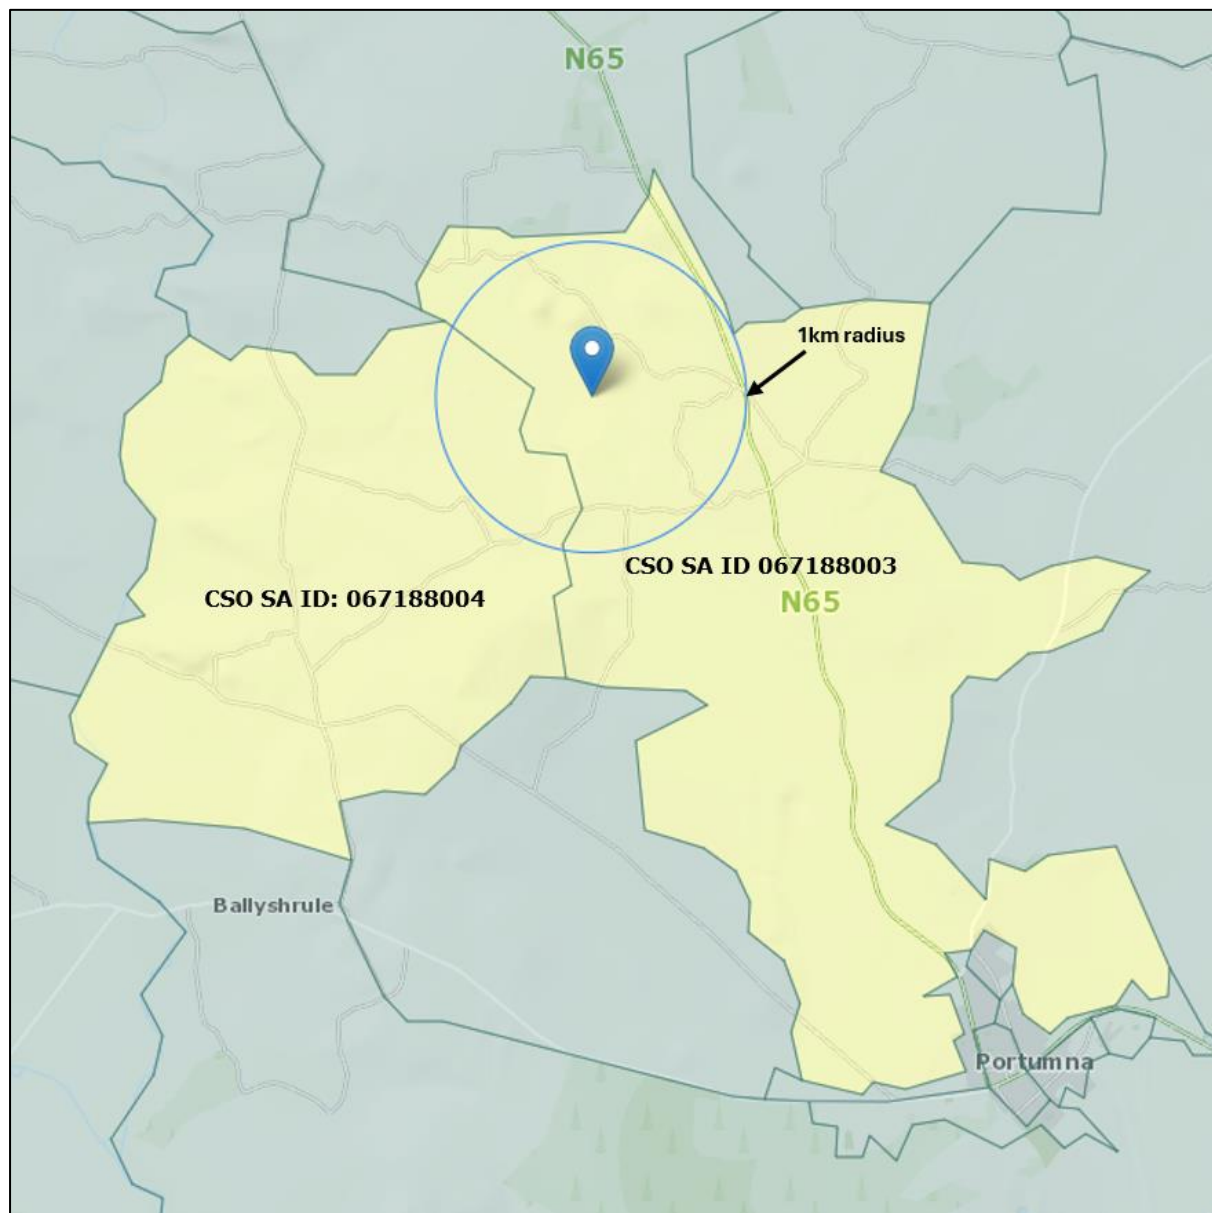 N65
1km radius
CSO SA ID 067188003
CSO SA ID: 067188004
N65
Ballyshrule
Portumna